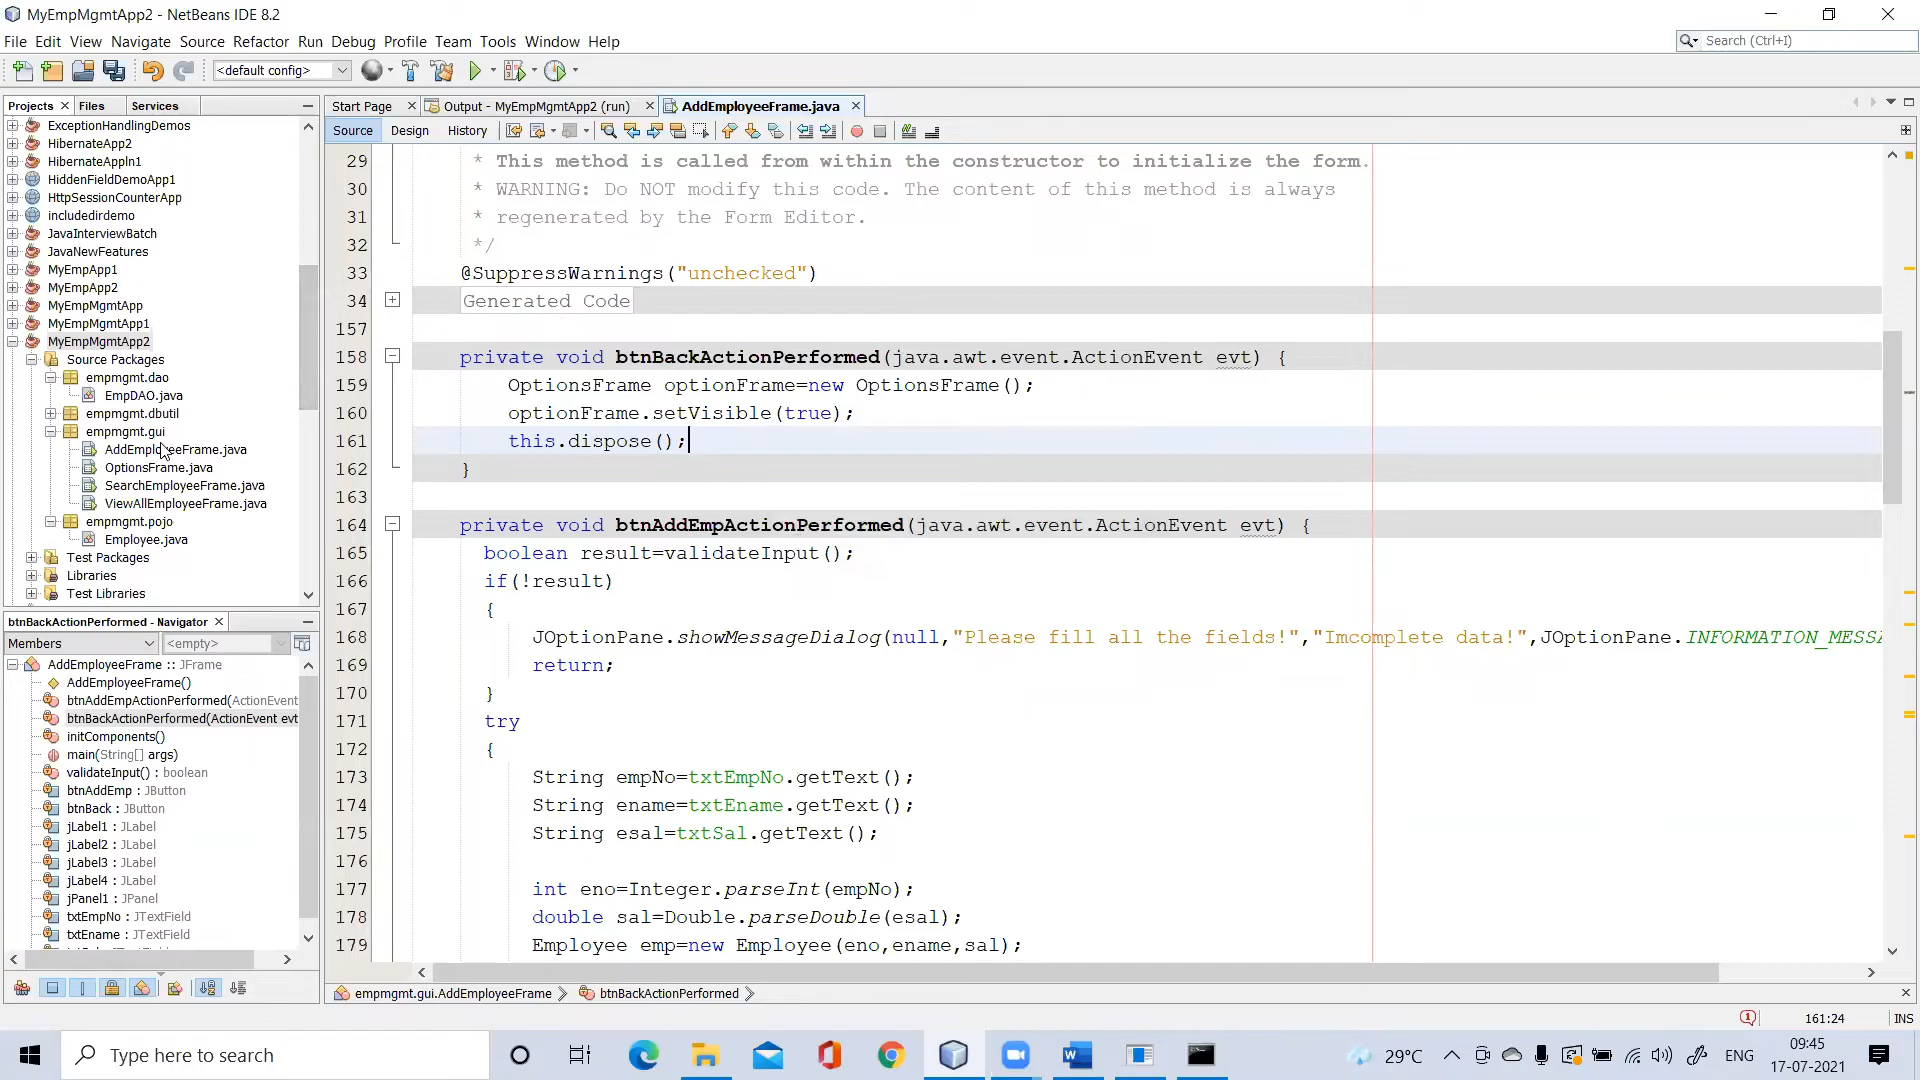 MyEmpMgmtApp2 - NetBeans IDE 8.2
File Edit View Navigate Source Refactor Run Debug Profile Team Tools Window Help
Search (Ctrl+I)
<default config>
Projects Files Services
ExceptionHandlingDemos
HibernateApp2
HibernateAppIn1
HiddenFieldDemoApp1
HttpSessionCounterApp
includedirdemo
JavaInterviewBatch
JavaNewFeatures
MyEmpApp1
MyEmpApp2
MyEmpMgmtApp
MyEmpMgmtApp1
MyEmpMgmtApp2
Source Packages
empmgmt.dao
EmpDAO.java
empmgmt.dbutil
empmgmt.gui
AddEmployeeFrame.java
OptionsFrame.java
SearchEmployeeFrame.java
ViewAllEmployeeFrame.java
empmgmt.pojo
Employee.java
Test Packages
Libraries
Test Libraries
btnBackActionPerformed - Navigator
Members <empty>
AddEmployeeFrame :: JFrame
AddEmployeeFrame()
btnAddEmpActionPerformed(ActionEvent
btnBackActionPerformed(ActionEvent evt
initComponents()
main(String[] args)
validateInput() : boolean
btnAddEmp : JButton
btnBack : JButton
jLabel1 : JLabel
jLabel2 : JLabel
jLabel3 : JLabel
jLabel4 : JLabel
jPanel1 : JPanel
txtEmpNo : JTextField
txtEname : JTextField
Start Page Output - MyEmpMgmtApp2 (run) AddEmployeeFrame.java
Source Design History
29 * This method is called from within the constructor to initialize the form.
30 * WARNING: Do NOT modify this code. The content of this method is always
31 * regenerated by the Form Editor.
32 */
33 @SuppressWarnings("unchecked")
34 Generated Code
157
158 private void btnBackActionPerformed(java.awt.event.ActionEvent evt) {
159 OptionsFrame optionFrame=new OptionsFrame();
160 optionFrame.setVisible(true);
161 this.dispose();
162 }
163
164 private void btnAddEmpActionPerformed(java.awt.event.ActionEvent evt) {
165 boolean result=validateInput();
166 if(!result)
167 {
168 JOptionPane.showMessageDialog(null,"Please fill all the fields!","Imcomplete data!",JOptionPane.INFORMATION_MESSA
169 return;
170 }
171 try
172 {
173 String empNo=txtEmpNo.getText();
174 String ename=txtEname.getText();
175 String esal=txtSal.getText();
176
177 int eno=Integer.parseInt(empNo);
178 double sal=Double.parseDouble(esal);
179 Employee emp=new Employee(eno,ename,sal);
empmgmt.gui.AddEmployeeFrame btnBackActionPerformed
161:24 INS
Type here to search
29°C
ENG
09:45
17-07-2021